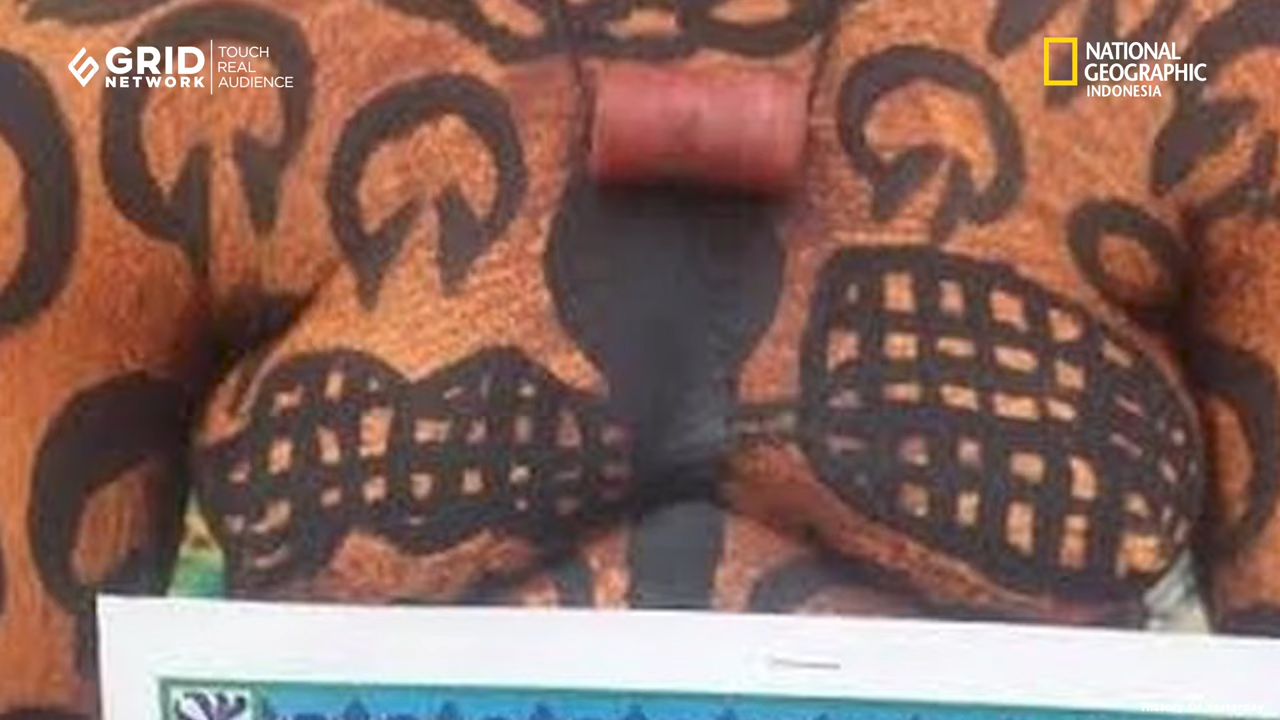 GRID
NETWORK
TOUCH
REAL
AUDIENCE
NATIONAL
GEOGRAPHIC
INDONESIA